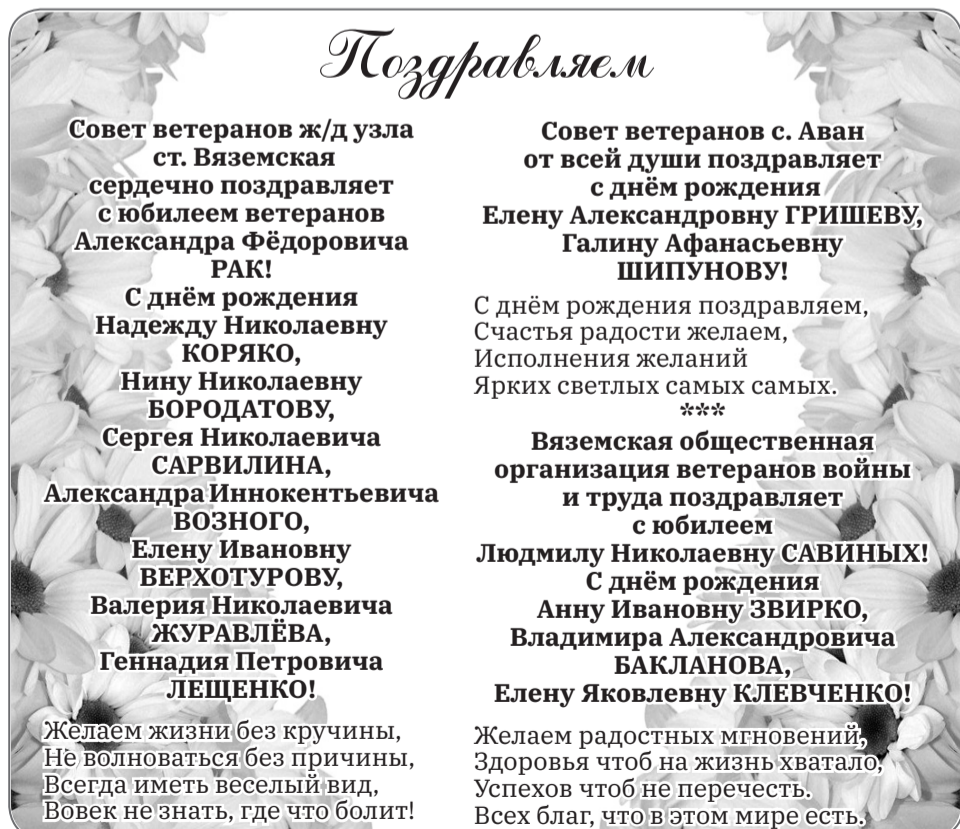 Поздравляем
Совет ветеранов ж/д узла
ст. Вяземская
сердечно поздравляет
с юбилеем ветеранов
Александра Фёдоровича
РАК!
С днём рождения
Надежду Николаевну
КОРЯКО,
Нину Николаевну
БОРОДАТОВУ,
Сергея Николаевича
САРВИЛИНА,
Александра Иннокентьевича
ВОЗНОГО,
Елену Ивановну
ВЕРХОТУРОВУ,
Валерия Николаевича
ЖУРАВЛЁВА,
Геннадия Петровича
ЛЕЩЕНКО!
Желаем жизни без кручины,
Не волноваться без причины,
Всегда иметь веселый вид,
Вовек не знать, где что болит!
Совет ветеранов с. Аван
от всей души поздравляет
с днём рождения
Елену Александровну ГРИШЕВУ,
Галину Афанасьевну
ШИПУНОВУ!
С днём рождения поздравляем,
Счастья радости желаем,
Исполнения желаний
Ярких светлых самых самых.
***
Вяземская общественная
организация ветеранов войны
и труда поздравляет
с юбилеем
Людмилу Николаевну САВИНЫХ!
С днём рождения
Анну Ивановну ЗВИРКО,
Владимира Александровича
БАКЛАНОВА,
Елену Яковлевну КЛЕВЧЕНКО!
Желаем радостных мгновений,
Здоровья чтоб на жизнь хватало,
Успехов чтоб не перечесть.
Всех благ, что в этом мире есть.